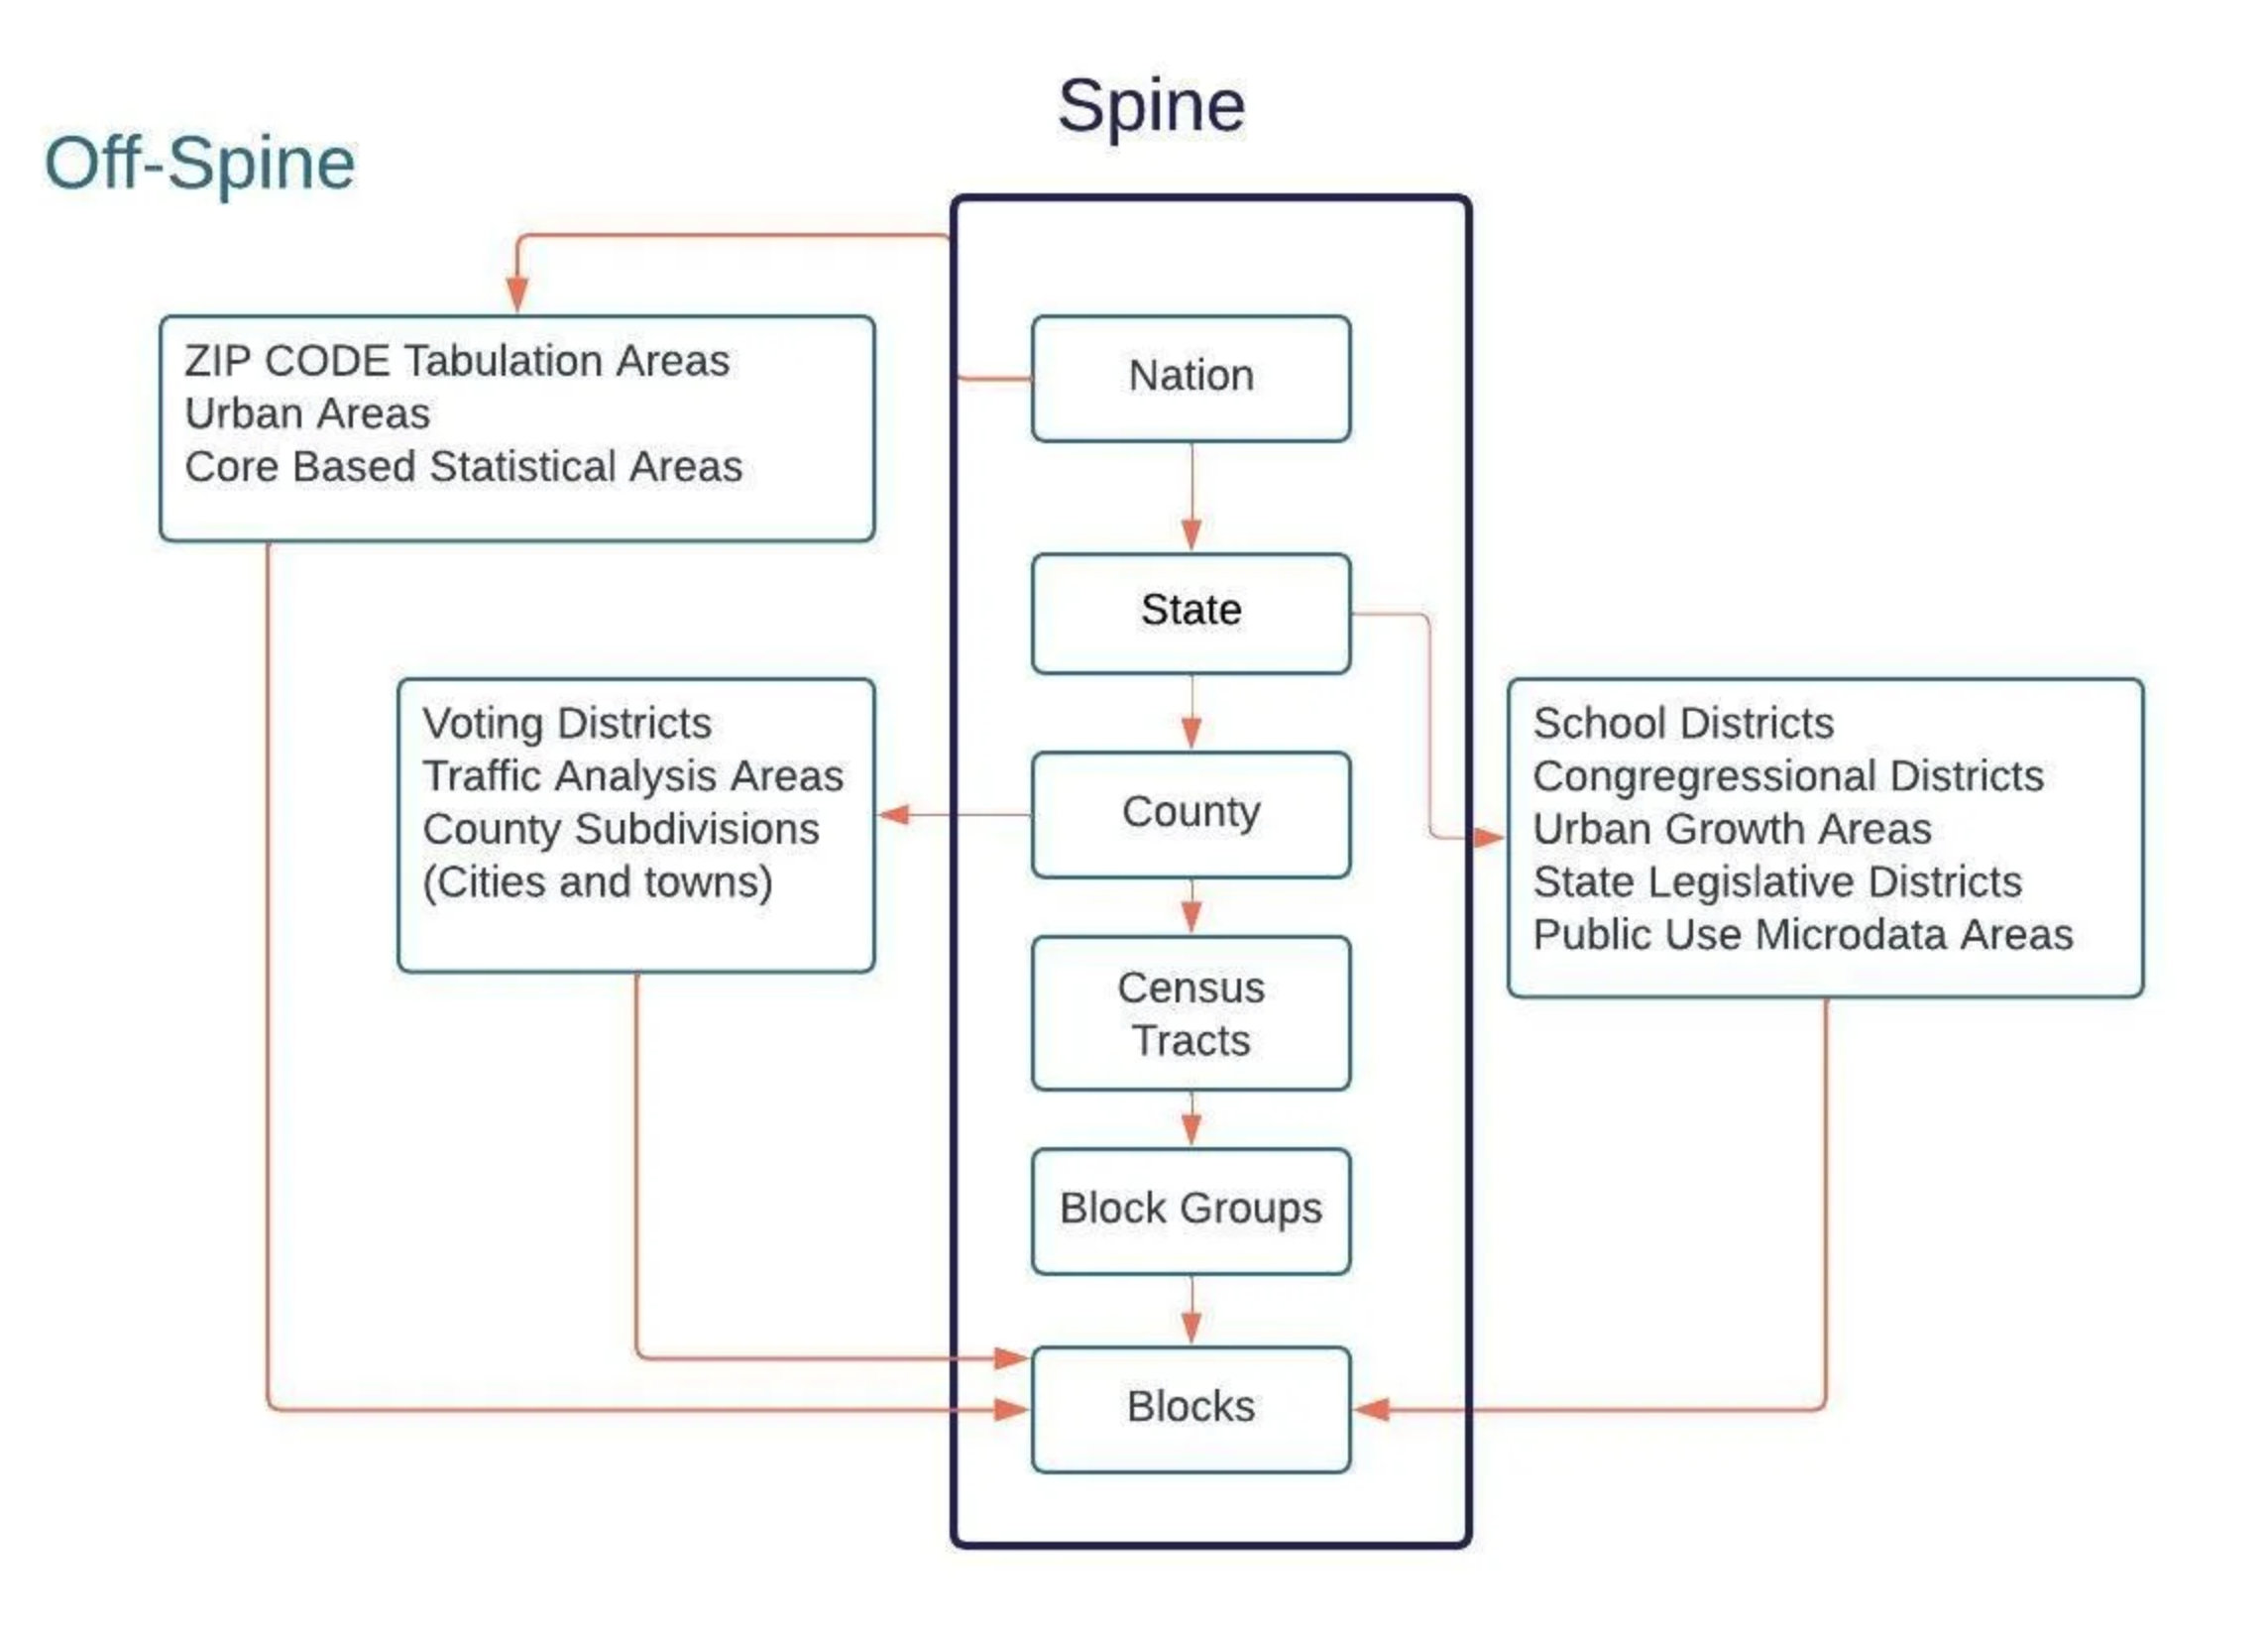 Spine
Off-Spine
ZIP CODE Tabulation Areas
Urban Areas
Core Based Statistical Areas
Nation
State
Voting Districts
Traffic Analysis Areas
County Subdivisions
(Cities and towns)
County
School Districts
Congregressional Districts
Urban Growth Areas
State Legislative Districts
Public Use Microdata Areas
Census
Tracts
Block Groups
Blocks